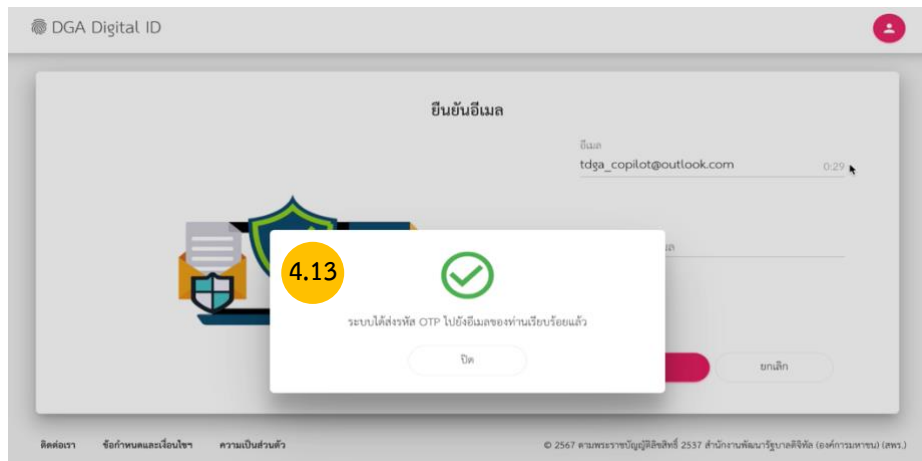 DGA Digital ID
ยืนยันอีเมล
อีเมล
tdga_copilot@outlook.com
0:29
4.13
ระบบได้ส่งรหัส OTP ไปยังอีเมลของท่านเรียบร้อยแล้ว
ปิด
ยกเลิก
ติดต่อเรา ข้อกำหนดและเงื่อนไขฯ ความเป็นส่วนตัว
© 2567 ตามพระราชบัญญัติลิขสิทธิ์ 2537 สำนักงานพัฒนารัฐบาลดิจิทัล (องค์การมหาชน) (สพร.)